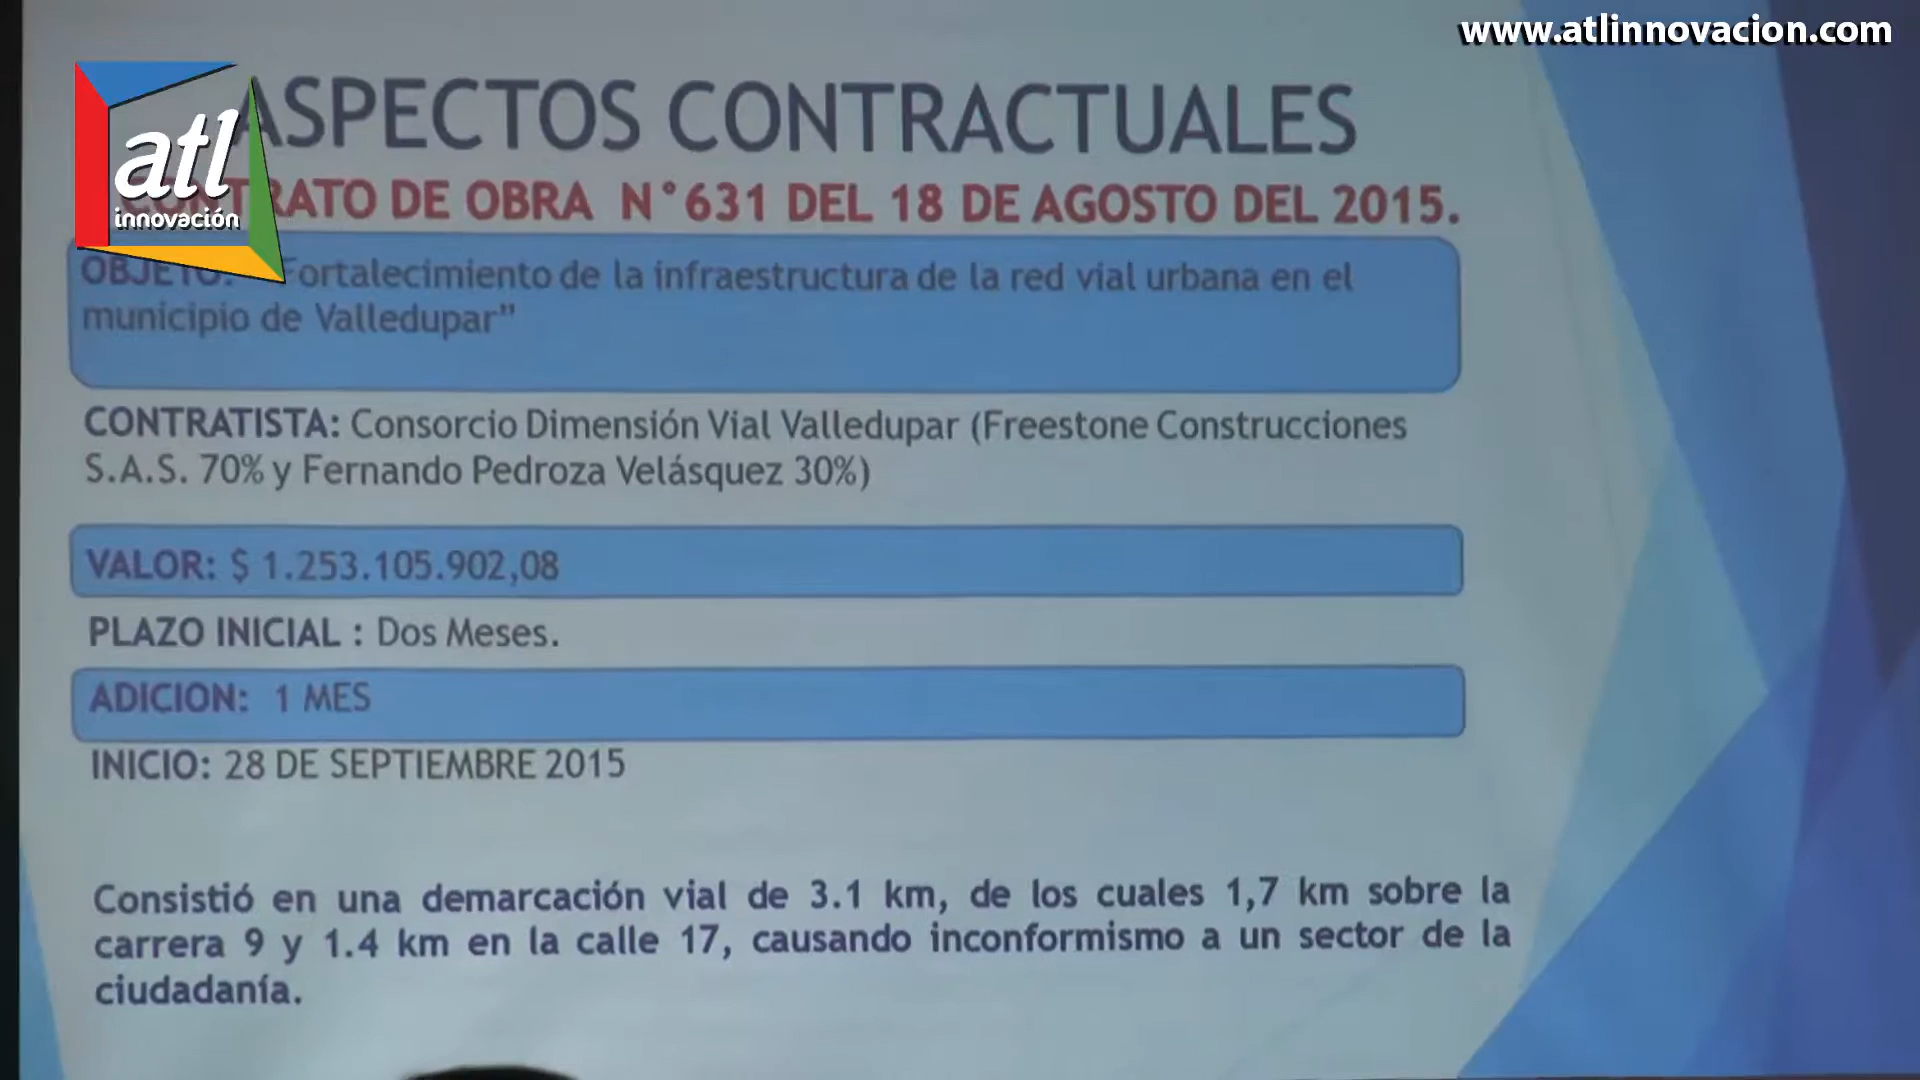 www.atlinnovacion.com
ASPECTOS CONTRACTUALES
CONTRATO DE OBRA N°631 DEL 18 DE AGOSTO DEL 2015.
atl
innovación
OBJETO: "Fortalecimiento de la infraestructura de la red vial urbana en el
municipio de Valledupar”
CONTRATISTA: Consorcio Dimensión Vial Valledupar (Freestone Construcciones
S.A.S. 70% y Fernando Pedroza Velásquez 30%)
VALOR: $ 1.253.105.902,08
PLAZO INICIAL : Dos Meses.
ADICION: 1 MES
INICIO: 28 DE SEPTIEMBRE 2015
Consistió en una demarcación vial de 3.1 km, de los cuales 1,7 km sobre la
carrera 9 y 1.4 km en la calle 17, causando inconformismo a un sector de la
ciudadanía.